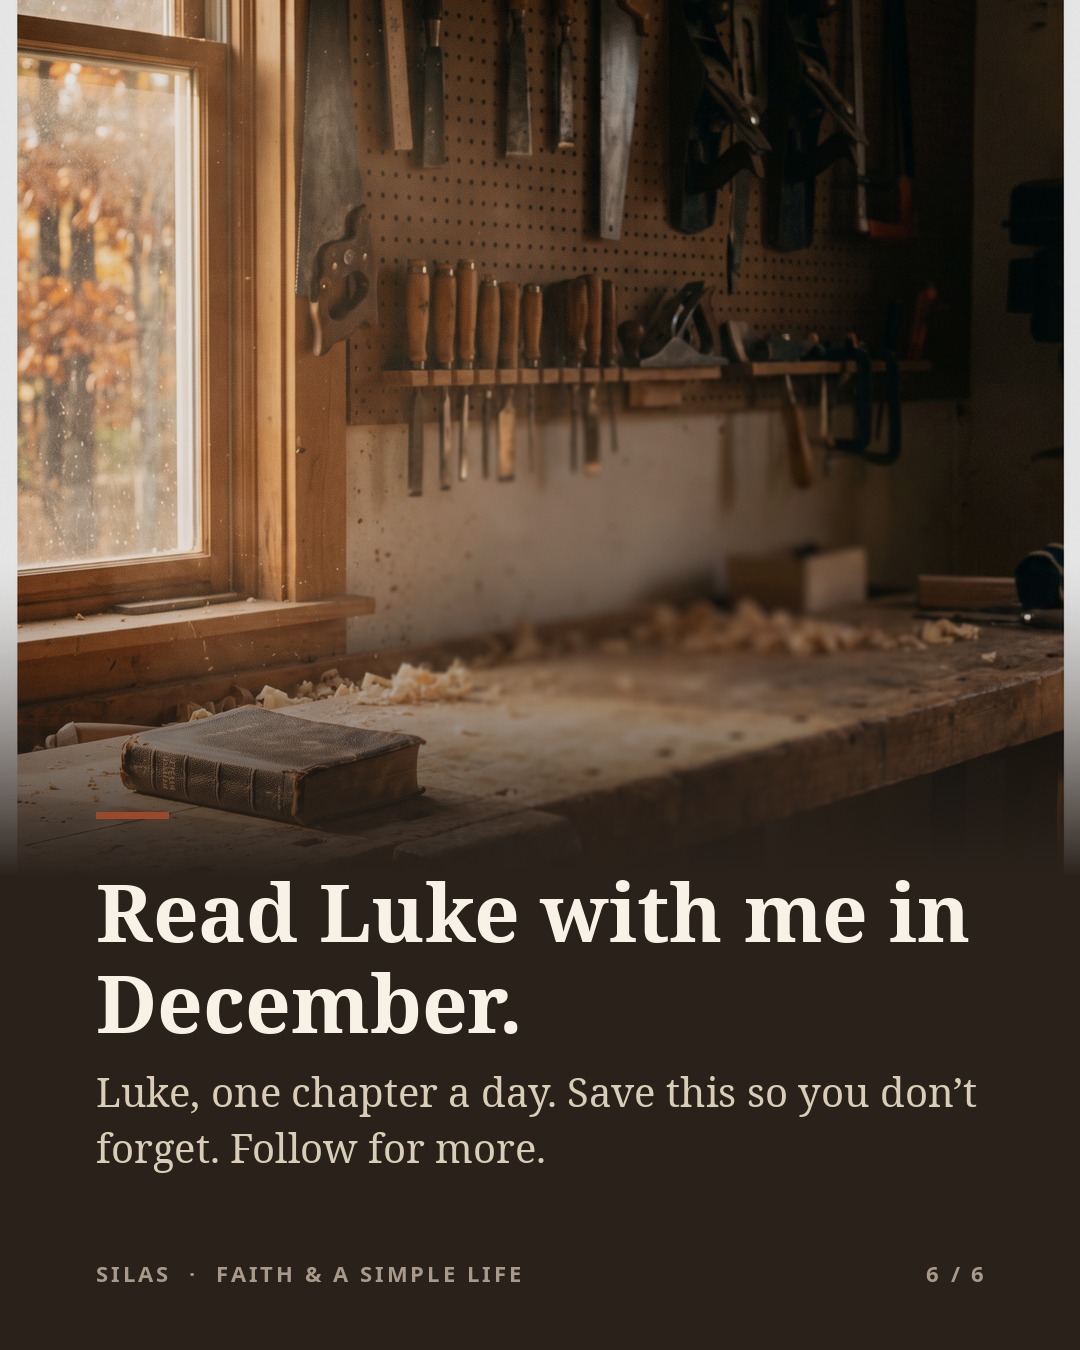 Read Luke with me in
December.
Luke, one chapter a day. Save this so you don’t
forget. Follow for more.
SILAS · FAITH & A SIMPLE LIFE
6 / 6